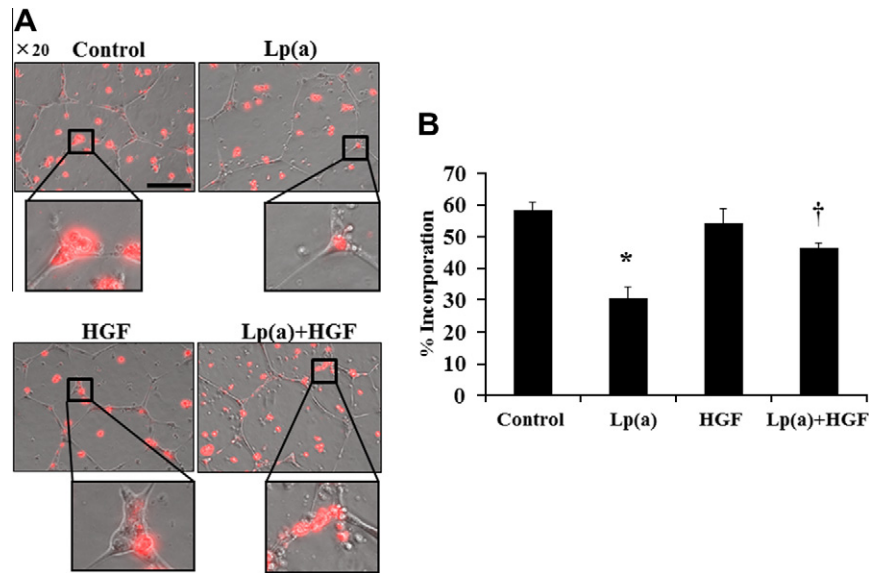 A
×20 Control Lp(a)
HGF Lp(a)+HGF
B
% Incorporation
70
60
50
40
30
20
10
0
*
†
Control Lp(a) HGF Lp(a)+HGF